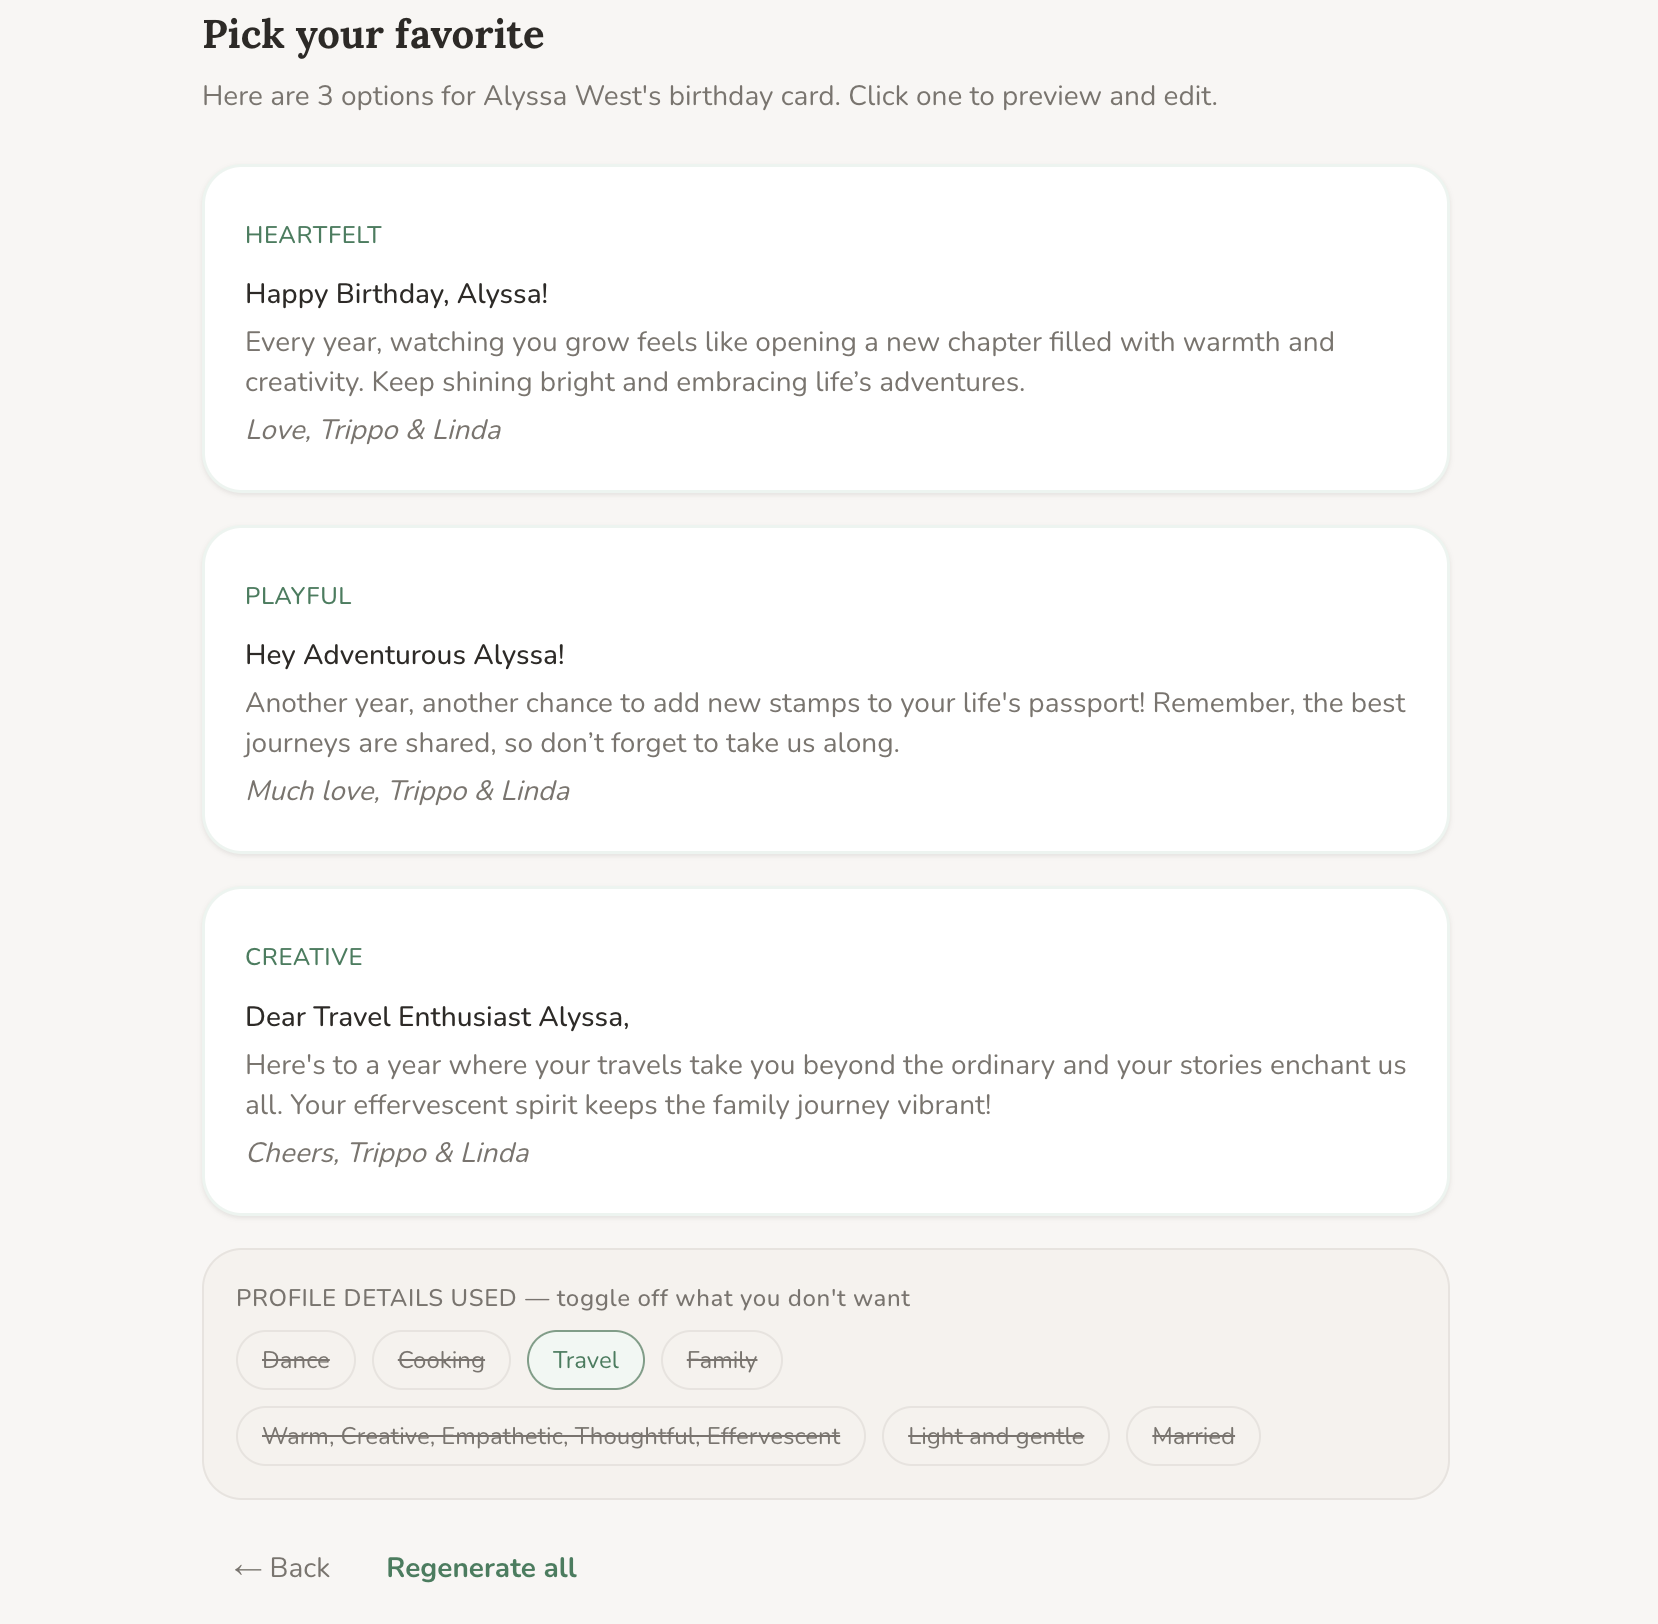 Pick your favorite
Here are 3 options for Alyssa West's birthday card. Click one to preview and edit.
HEARTFELT
Happy Birthday, Alyssa!
Every year, watching you grow feels like opening a new chapter filled with warmth and
creativity. Keep shining bright and embracing life’s adventures.
Love, Trippo & Linda
PLAYFUL
Hey Adventurous Alyssa!
Another year, another chance to add new stamps to your life's passport! Remember, the best
journeys are shared, so don’t forget to take us along.
Much love, Trippo & Linda
CREATIVE
Dear Travel Enthusiast Alyssa,
Here's to a year where your travels take you beyond the ordinary and your stories enchant us
all. Your effervescent spirit keeps the family journey vibrant!
Cheers, Trippo & Linda
PROFILE DETAILS USED — toggle off what you don't want
Dance Cooking Travel Family
Warm, Creative, Empathetic, Thoughtful, Effervescent Light and gentle Married
← Back Regenerate all